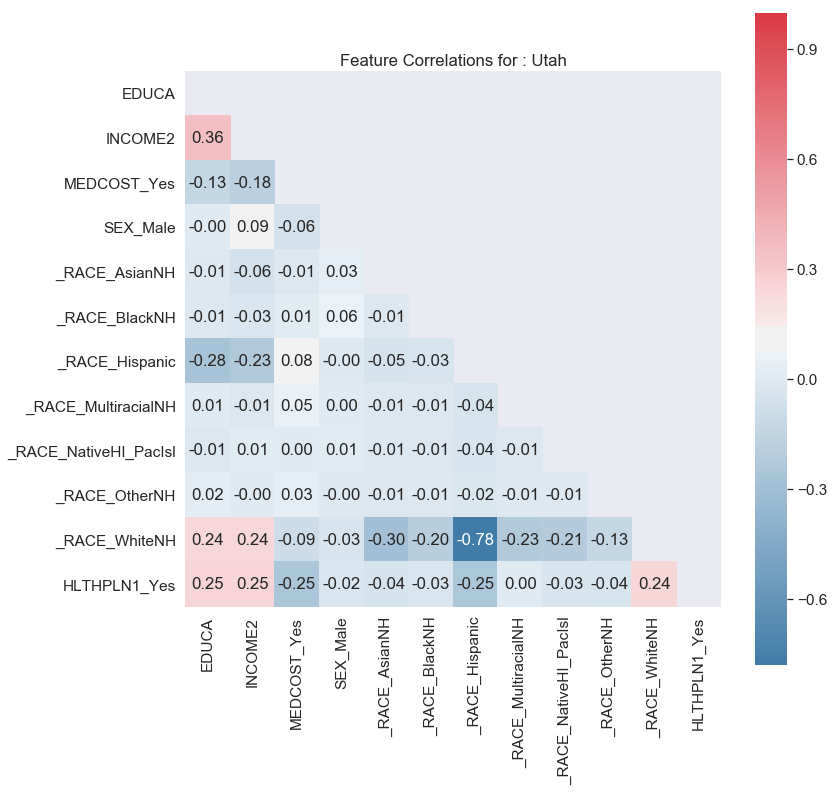 Feature Correlations for : Utah
EDUCA
INCOME2 0.36
MEDCOST_Yes -0.13 -0.18
SEX_Male -0.00 0.09 -0.06
_RACE_AsianNH -0.01 -0.06 -0.01 0.03
_RACE_BlackNH -0.01 -0.03 0.01 0.06 -0.01
_RACE_Hispanic -0.28 -0.23 0.08 -0.00 -0.05 -0.03
_RACE_MultiracialNH 0.01 -0.01 0.05 0.00 -0.01 -0.01 -0.04
_RACE_NativeHI_PacIsl -0.01 0.01 0.00 0.01 -0.01 -0.01 -0.04 -0.01
_RACE_OtherNH 0.02 -0.00 0.03 -0.00 -0.01 -0.01 -0.02 -0.01 -0.01
_RACE_WhiteNH 0.24 0.24 -0.09 -0.03 -0.30 -0.20 -0.78 -0.23 -0.21 -0.13
HLTHPLN1_Yes 0.25 0.25 -0.25 -0.02 -0.04 -0.03 -0.25 0.00 -0.03 -0.04 0.24
EDUCA
INCOME2
MEDCOST_Yes
SEX_Male
_RACE_AsianNH
_RACE_BlackNH
_RACE_Hispanic
_RACE_MultiracialNH
_RACE_NativeHI_PacIsl
_RACE_OtherNH
_RACE_WhiteNH
HLTHPLN1_Yes
0.9
0.6
0.3
0.0
−0.3
−0.6